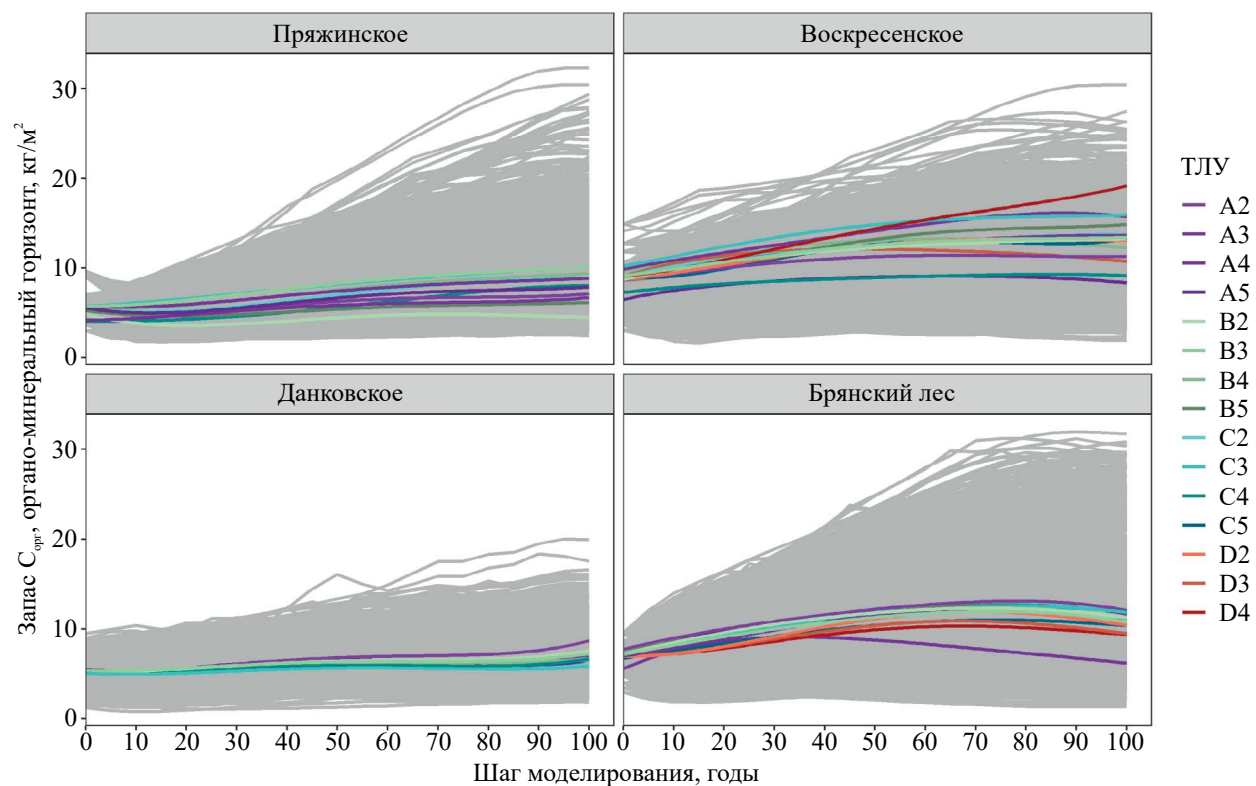 Пряжинское
Воскресенское
30
20
10
0
Данковское
Брянский лес
30
20
10
0
0 10 20 30 40 50 60 70 80 90 100
0 10 20 30 40 50 60 70 80 90 100
Шаг моделирования, годы
Запас Cорг, органо-минеральный горизонт, кг/м²
ТЛУ
A2
A3
A4
A5
B2
B3
B4
B5
C2
C3
C4
C5
D2
D3
D4